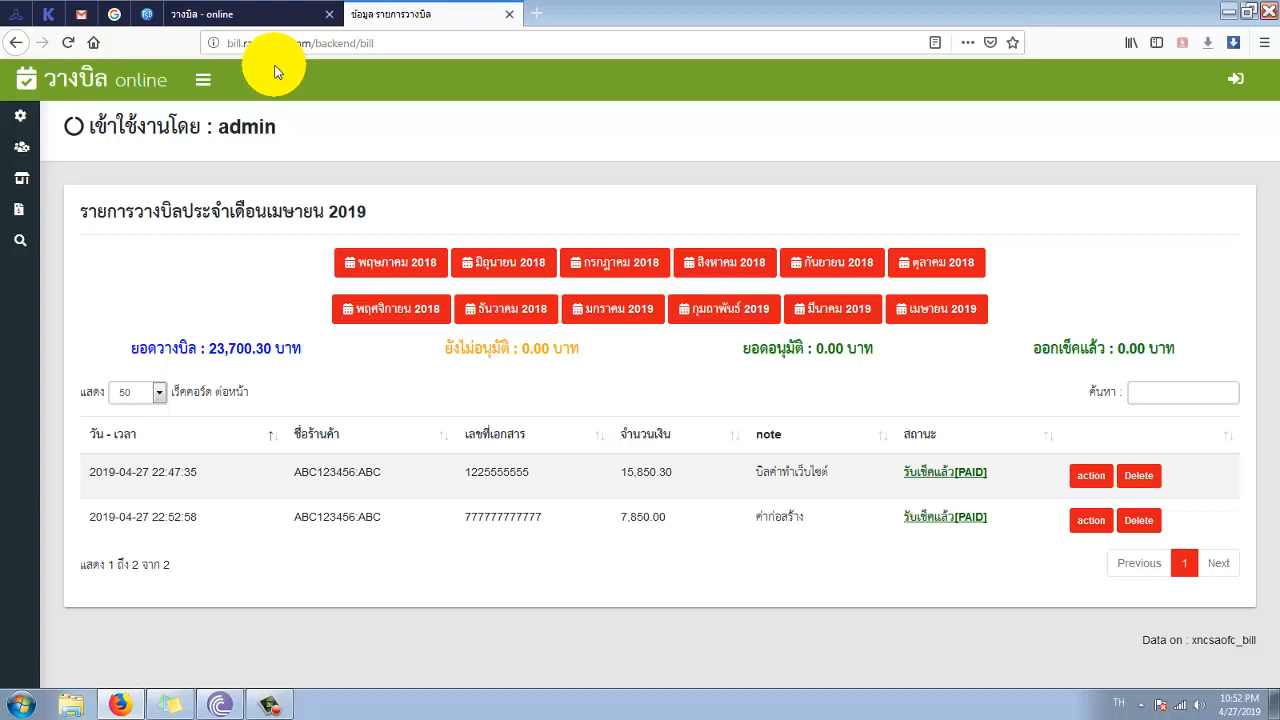 วางบิล - online
ข้อมูล รายการวางบิล
/backend/bill
วางบิล online
เข้าใช้งานโดย : admin
รายการวางบิลประจำเดือนเมษายน 2019
พฤษภาคม 2018 มิถุนายน 2018 กรกฎาคม 2018 สิงหาคม 2018 กันยายน 2018 ตุลาคม 2018
พฤศจิกายน 2018 ธันวาคม 2018 มกราคม 2019 กุมภาพันธ์ 2019 มีนาคม 2019 เมษายน 2019
ยอดวางบิล : 23,700.30 บาท ยังไม่อนุมัติ : 0.00 บาท ยอดอนุมัติ : 0.00 บาท ออกเช็คแล้ว : 0.00 บาท
แสดง 50 เร็คคอร์ด ต่อหน้า ค้นหา :
วัน - เวลา ชื่อร้านค้า เลขที่เอกสาร จำนวนเงิน note สถานะ
2019-04-27 22:47:35 ABC123456:ABC 1225555555 15,850.30 บิลค่าทำเว็บไซต์ รับเช็คแล้ว[PAID] action Delete
2019-04-27 22:52:58 ABC123456:ABC 777777777777 7,850.00 ค่าก่อสร้าง รับเช็คแล้ว[PAID] action Delete
แสดง 1 ถึง 2 จาก 2 Previous 1 Next
Data on : xncsaofc_bill
TH
10:52 PM
4/27/2019